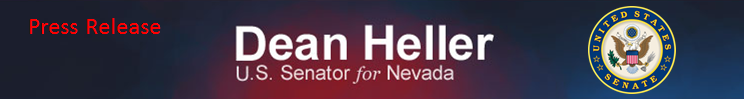 Press Release
Dean Heller
U.S. Senator for Nevada
UNITED STATES
SENATE